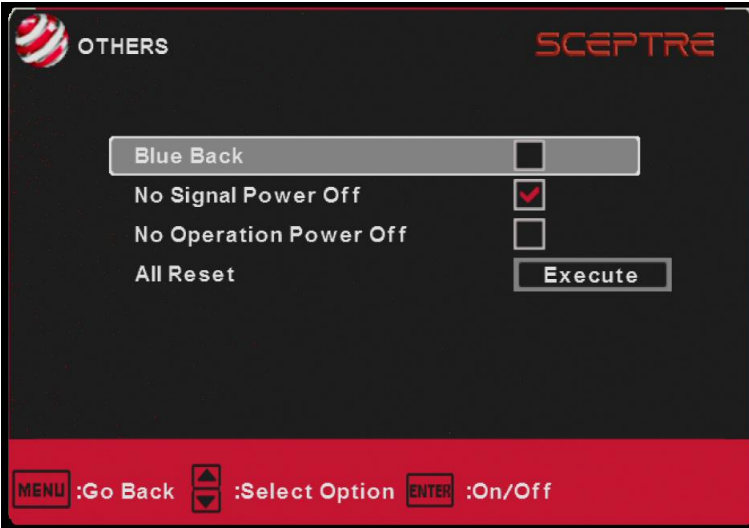 OTHERS
SCEPTRE
Blue Back
No Signal Power Off
No Operation Power Off
All Reset Execute
MENU :Go Back :Select Option ENTER :On/Off